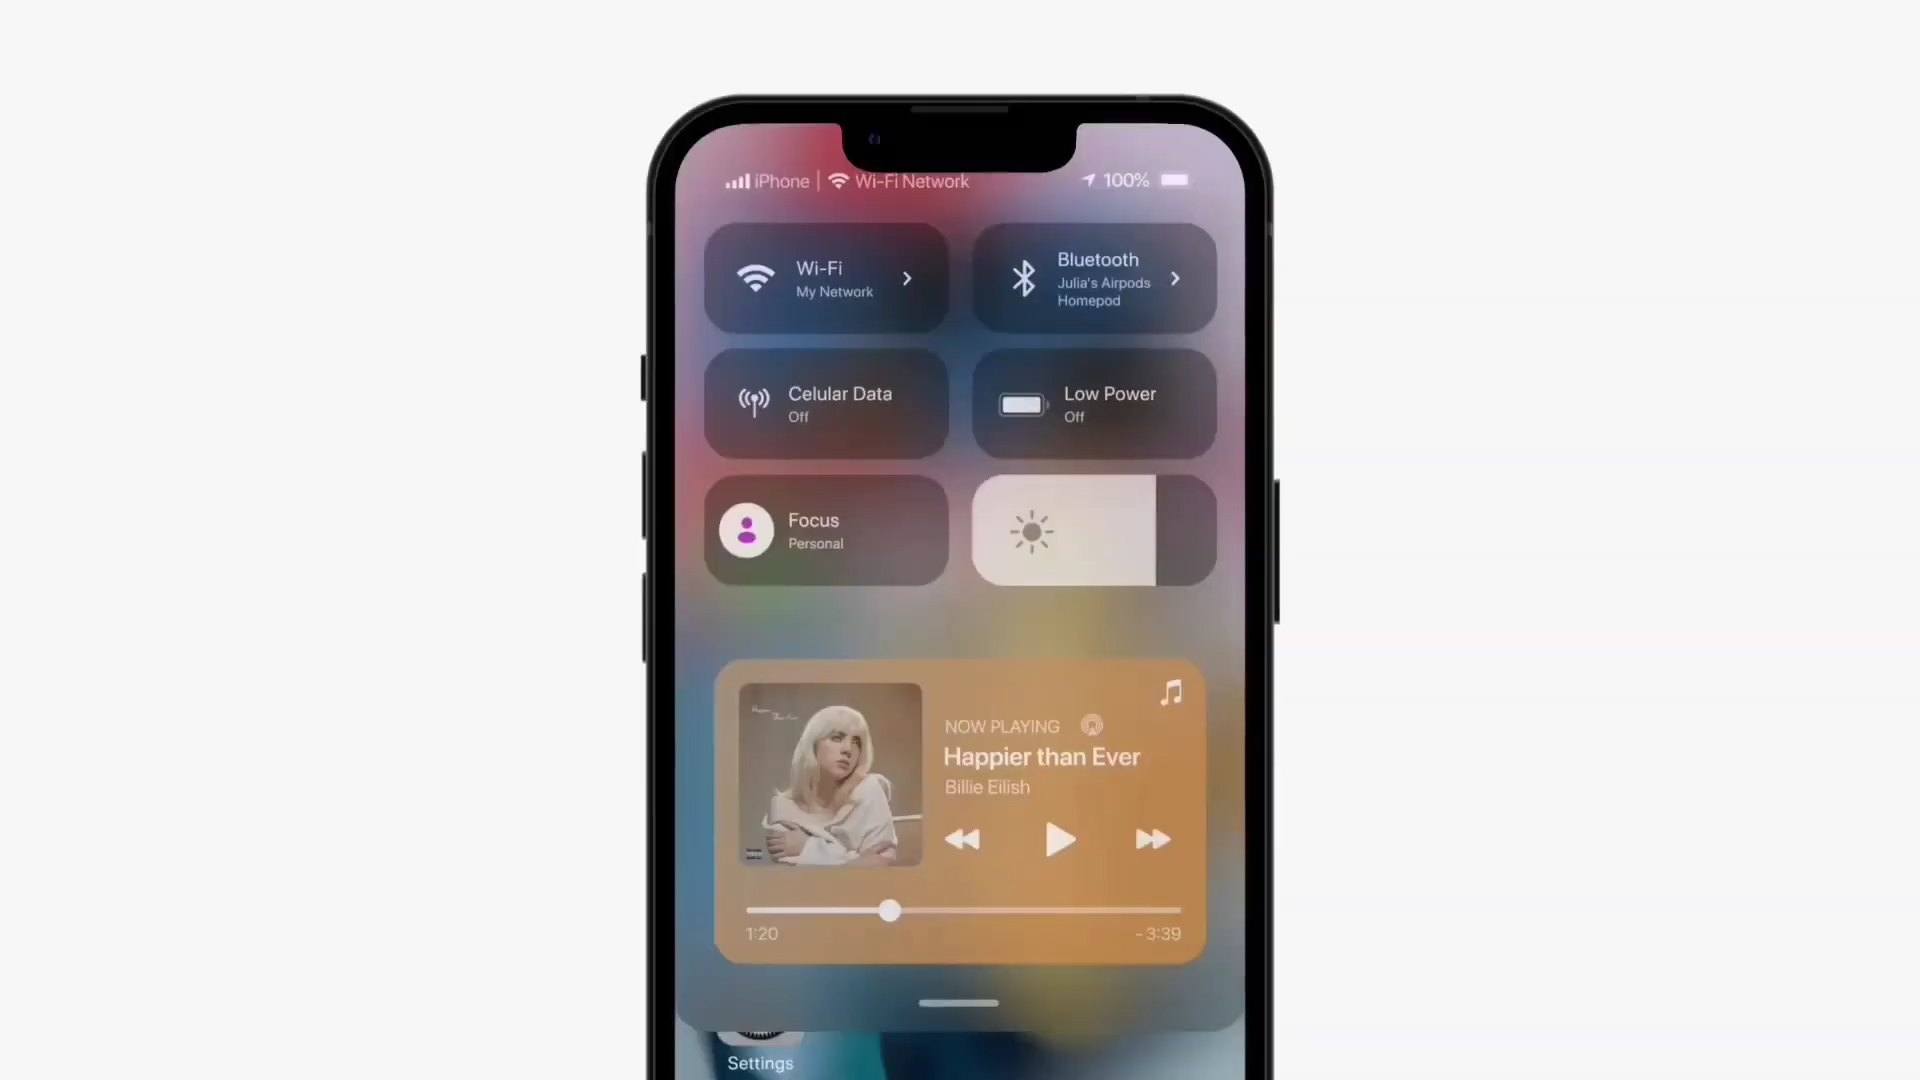 iPhone | Wi-Fi Network
100%
Wi-Fi
My Network
Bluetooth
Julia's Airpods
Homepod
Celular Data
Off
Low Power
Off
Focus
Personal
NOW PLAYING
Happier than Ever
Billie Eilish
1:20
-3:39
Settings